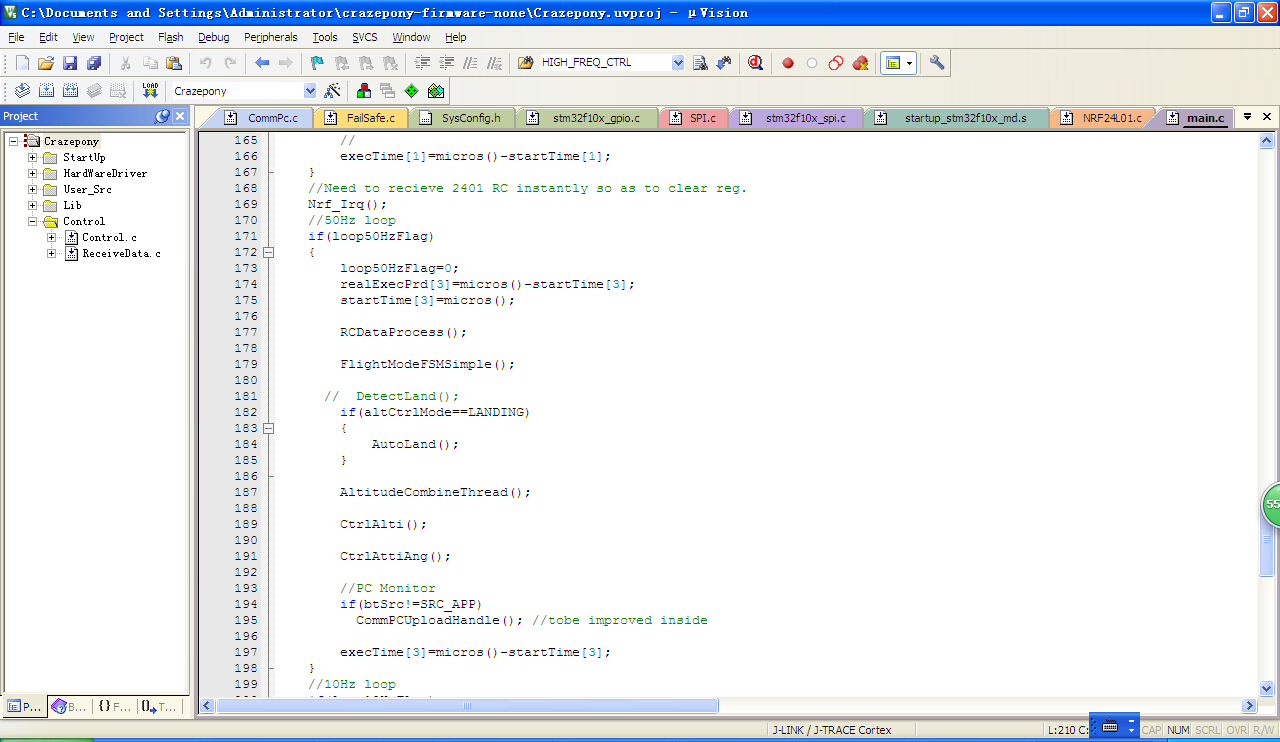 C:\Documents and Settings\Administrator\crazepony-firmware-none\Crazepony.uvproj - µVision
File Edit View Project Flash Debug Peripherals Tools SVCS Window Help
HIGH_FREQ_CTRL
LOAD Crazepony
Project
CommPc.c FailSafe.c SysConfig.h stm32f10x_gpio.c SPI.c stm32f10x_spi.c startup_stm32f10x_md.s NRF24L01.c main.c
Crazepony
StartUp
HardWareDriver
User_Src
Lib
Control
Control.c
ReceiveData.c
165 //
166 execTime[1]=micros()-startTime[1];
167 }
168 //Need to recieve 2401 RC instantly so as to clear reg.
169 Nrf_Irq();
170 //50Hz loop
171 if(loop50HzFlag)
172 {
173 loop50HzFlag=0;
174 realExecPrd[3]=micros()-startTime[3];
175 startTime[3]=micros();
176
177 RCDataProcess();
178
179 FlightModeFSMSimple();
180
181 // DetectLand();
182 if(altCtrlMode==LANDING)
183 {
184 AutoLand();
185 }
186
187 AltitudeCombineThread();
188
189 CtrlAlti();
190
191 CtrlAttiAng();
192
193 //PC Monitor
194 if(btSrc!=SRC_APP)
195 CommPCUploadHandle(); //tobe improved inside
196
197 execTime[3]=micros()-startTime[3];
198 }
199 //10Hz loop
55
P... B... {} F... {} T...
J-LINK / J-TRACE Cortex L:210 C: CAP NUM SCRL OVR R/W